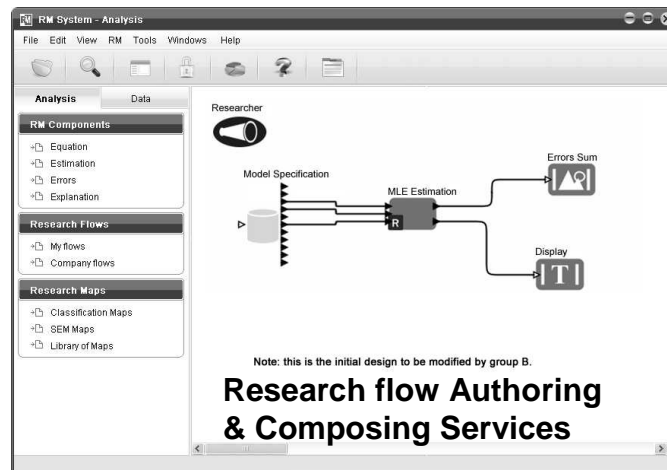 RM RM System - Analysis
File Edit View RM Tools Windows Help
Analysis Data
RM Components
Equation
Estimation
Errors
Explanation
Research Flows
My flows
Company flows
Research Maps
Classification Maps
SEM Maps
Library of Maps
Researcher
Model Specification
MLE Estimation
R
Errors Sum
A
Display
T
Note: this is the initial design to be modified by group B.
Research flow Authoring
& Composing Services